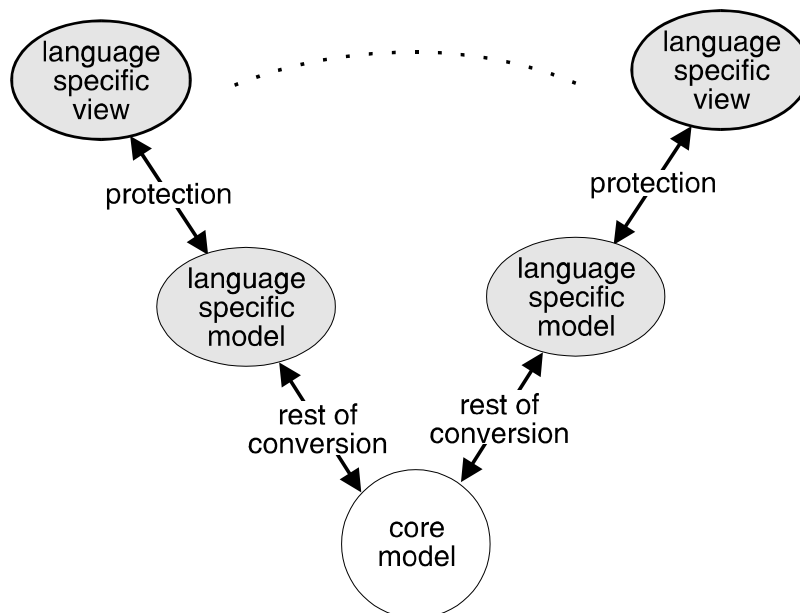 language
specific
view
language
specific
view
protection
protection
language
specific
model
language
specific
model
rest of
conversion
rest of
conversion
core
model